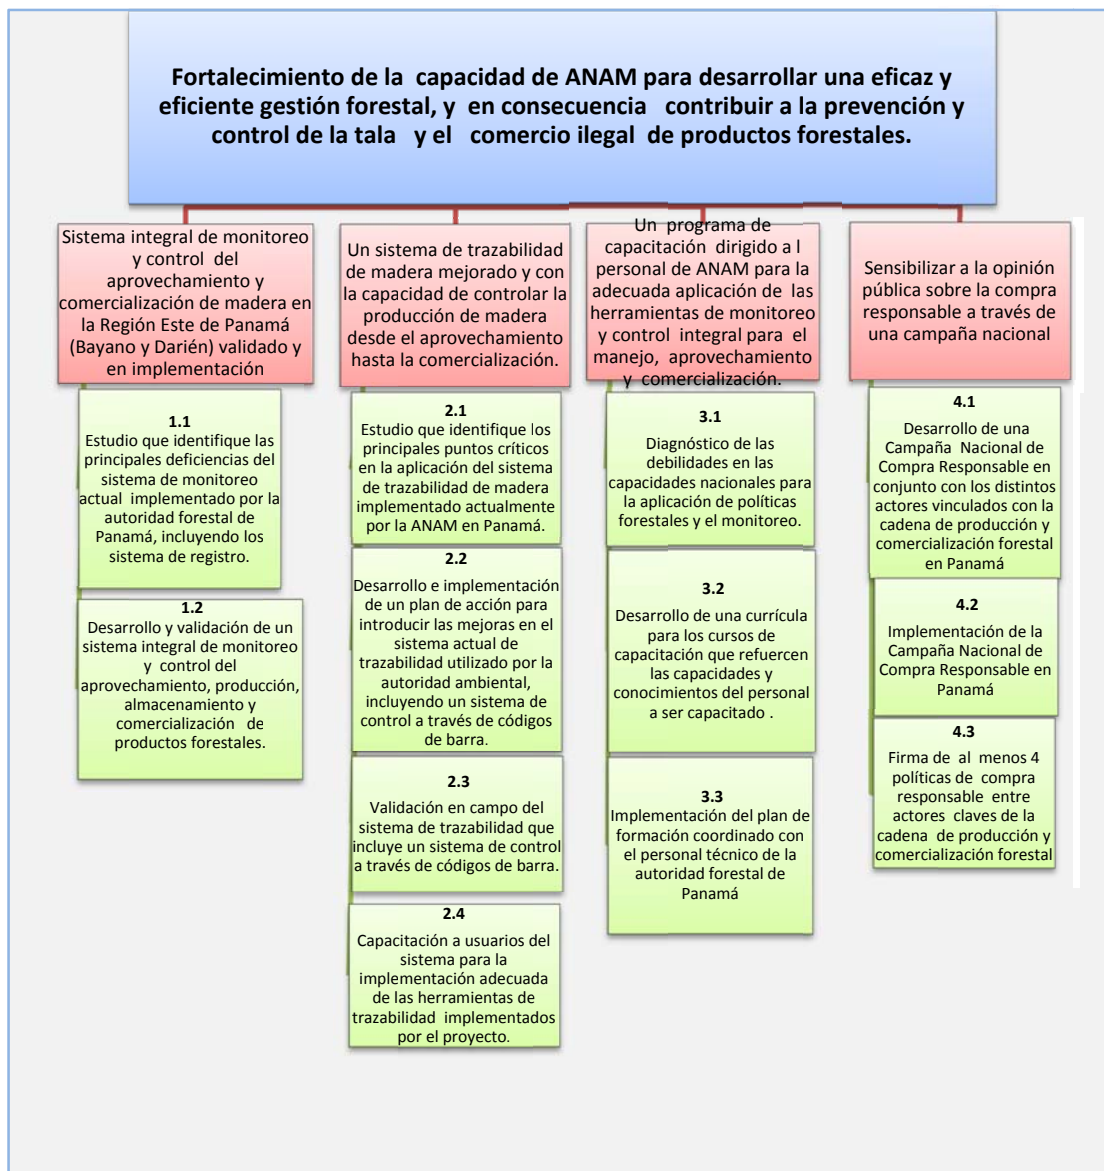 Fortalecimiento de la capacidad de ANAM para desarrollar una eficaz y
eficiente gestión forestal, y en consecuencia contribuir a la prevención y
control de la tala y el comercio ilegal de productos forestales.
Sistema integral de monitoreo
y control del
aprovechamiento y
comercialización de madera en
la Región Este de Panamá
(Bayano y Darién) validado y
en implementación
1.1
Estudio que identifique las
principales deficiencias del
sistema de monitoreo
actual implementado por la
autoridad forestal de
Panamá, incluyendo los
sistema de registro.
1.2
Desarrollo y validación de un
sistema integral de monitoreo
y control del
aprovechamiento, producción,
almacenamiento y
comercialización de
productos forestales.
Un sistema de trazabilidad
de madera mejorado y con
la capacidad de controlar la
producción de madera
desde el aprovechamiento
hasta la comercialización.
2.1
Estudio que identifique los
principales puntos críticos
en la aplicación del sistema
de trazabilidad de madera
implementado actualmente
por la ANAM en Panamá.
2.2
Desarrollo e implementación
de un plan de acción para
introducir las mejoras en el
sistema actual de
trazabilidad utilizado por la
autoridad ambiental,
incluyendo un sistema de
control a través de códigos
de barra.
2.3
Validación en campo del
sistema de trazabilidad que
incluye un sistema de control
a través de códigos de barra.
2.4
Capacitación a usuarios del
sistema para la
implementación adecuada
de las herramientas de
trazabilidad implementados
por el proyecto.
Un programa de
capacitación dirigido a l
personal de ANAM para la
adecuada aplicación de las
herramientas de monitoreo
y control integral para el
manejo, aprovechamiento
y comercialización.
3.1
Diagnóstico de las
debilidades en las
capacidades nacionales para
la aplicación de políticas
forestales y el monitoreo.
3.2
Desarrollo de una currícula
para los cursos de
capacitación que refuercen
las capacidades y
conocimientos del personal
a ser capacitado .
3.3
Implementación del plan de
formación coordinado con
el personal técnico de la
autoridad forestal de
Panamá
Sensibilizar a la opinión
pública sobre la compra
responsable a través de
una campaña nacional
4.1
Desarrollo de una
Campaña Nacional de
Compra Responsable en
conjunto con los distintos
actores vinculados con la
cadena de producción y
comercialización forestal
en Panamá
4.2
Implementación de la
Campaña Nacional de
Compra Responsable en
Panamá
4.3
Firma de al menos 4
políticas de compra
responsable entre
actores claves de la
cadena de producción y
comercialización forestal